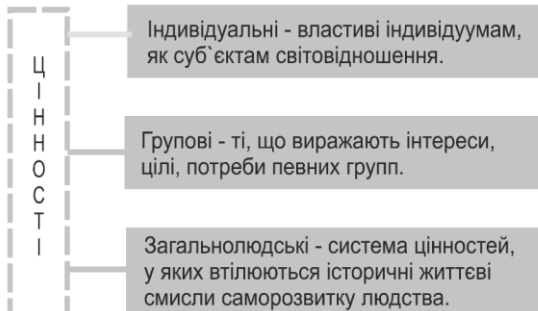 ЦІННОСТІ
Індивідуальні - властиві індивідуумам,
як суб`єктам світовідношення.
Групові - ті, що виражають інтереси,
цілі, потреби певних групп.
Загальнолюдські - система цінностей,
у яких втілюються історичні життєві
смисли саморозвитку людства.